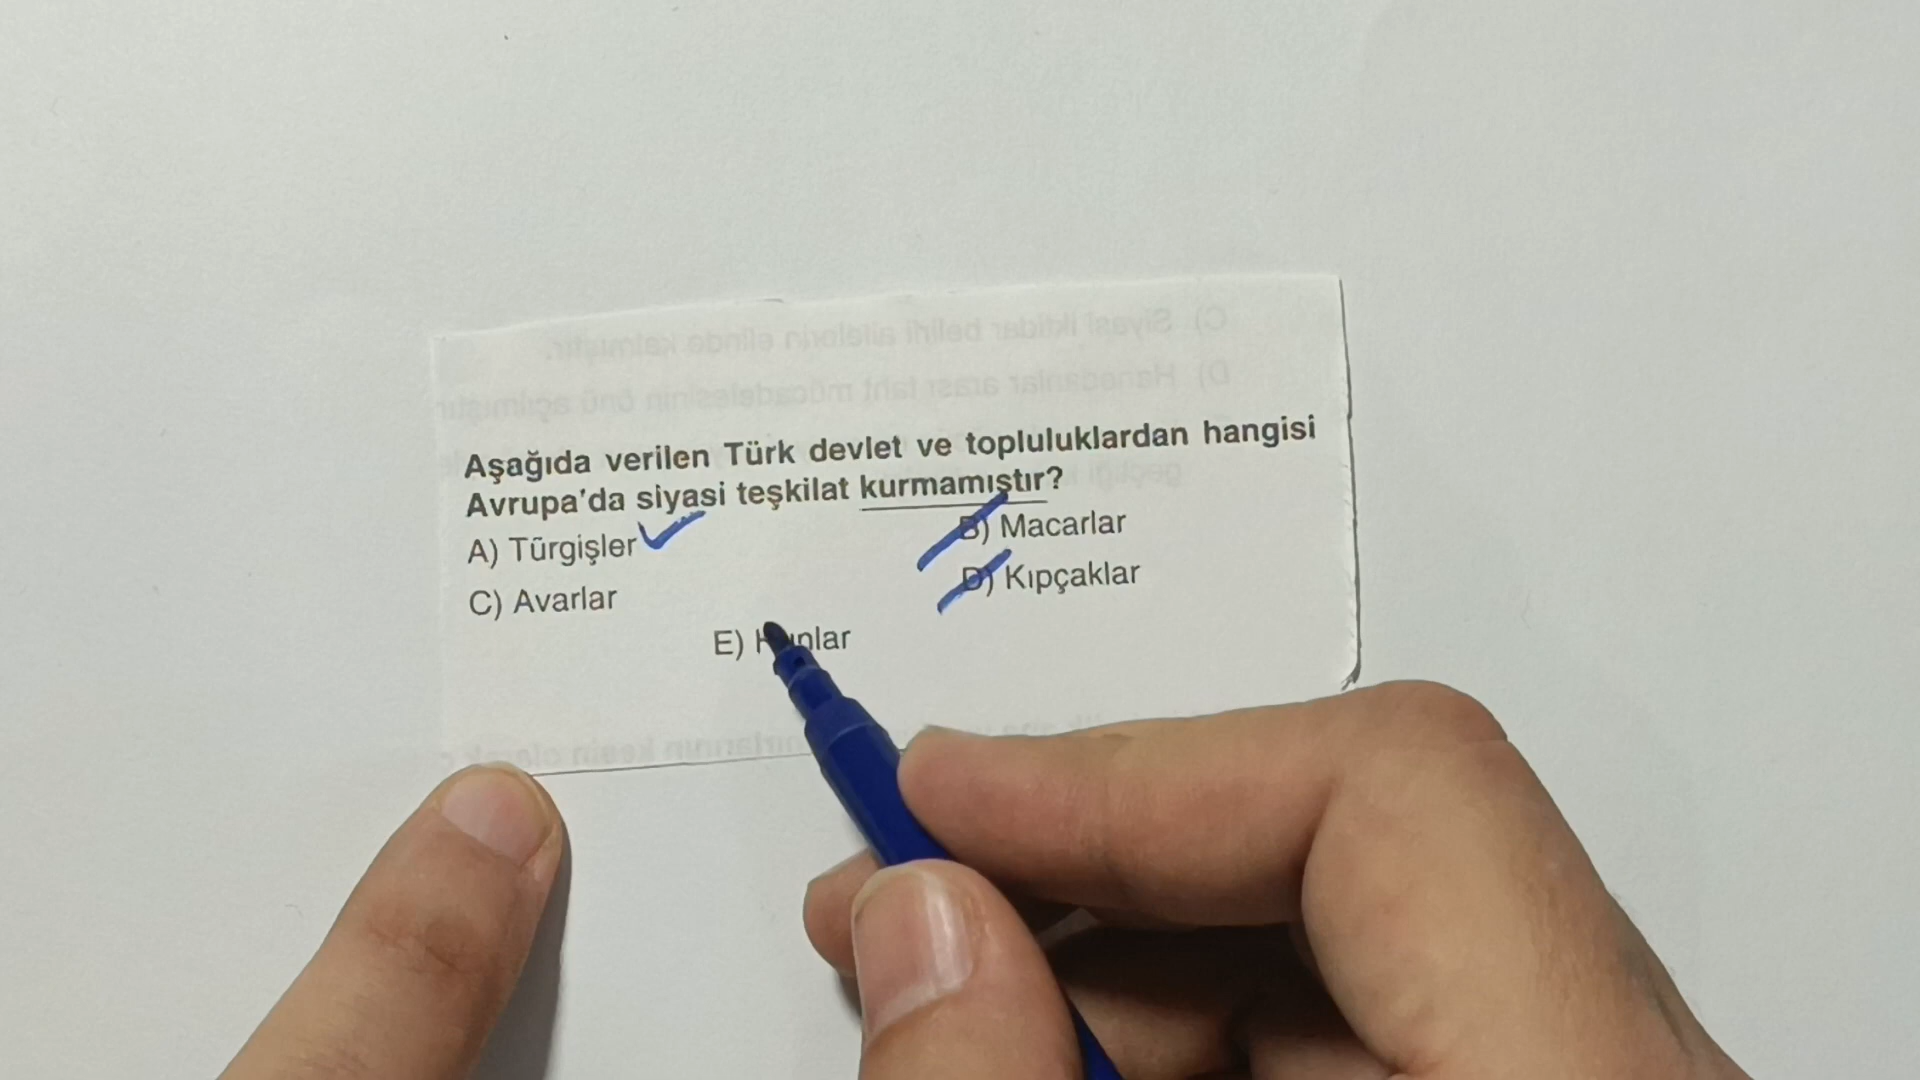 Aşağıda verilen Türk devlet ve topluluklardan hangisi
Avrupa'da siyasi teşkilat kurmamıştır?
A) Türgişler B) Macarlar
C) Avarlar D) Kıpçaklar
E)